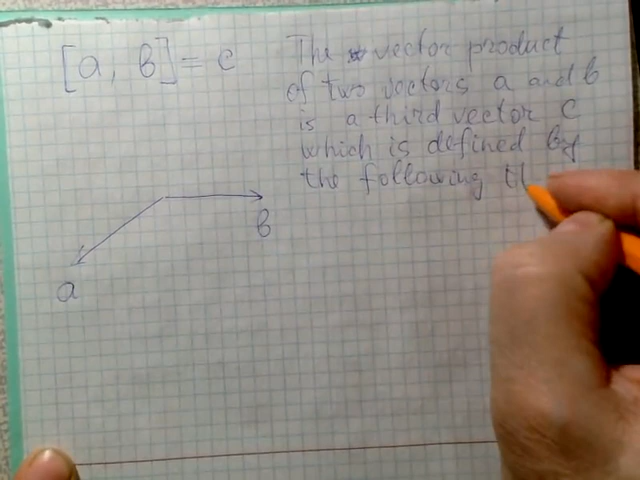 [a, b] = c
The vector product
of two vectors a and b
is a third vector c
which is defined by
the following
b
a